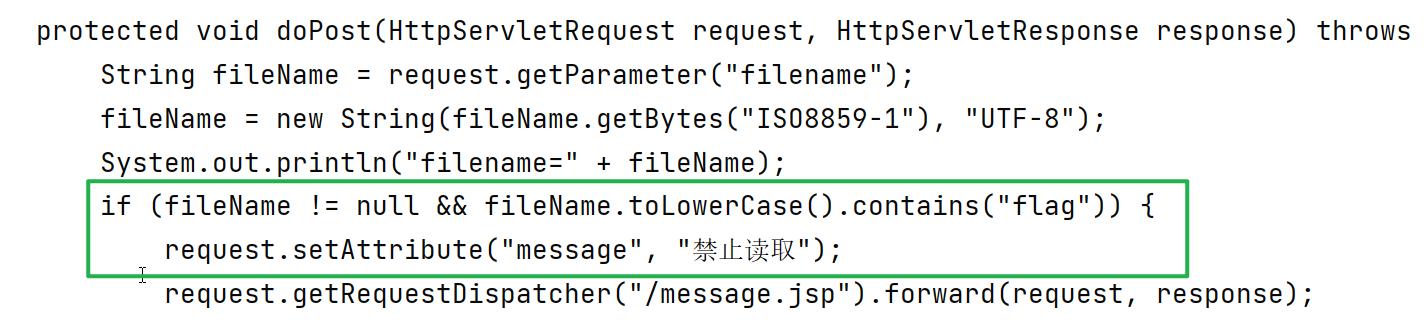 protected void doPost(HttpServletRequest request, HttpServletResponse response) throws
String fileName = request.getParameter("filename");
fileName = new String(fileName.getBytes("ISO8859-1"), "UTF-8");
System.out.println("filename=" + fileName);
if (fileName != null && fileName.toLowerCase().contains("flag")) {
request.setAttribute("message", "禁止读取");
request.getRequestDispatcher("/message.jsp").forward(request, response);